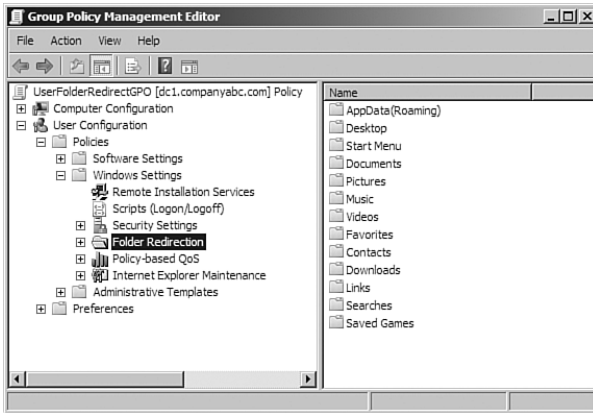 Group Policy Management Editor
File Action View Help
UserFolderRedirectGPO [dc1.companyabc.com] Policy
Computer Configuration
User Configuration
Policies
Software Settings
Windows Settings
Remote Installation Services
Scripts (Logon/Logoff)
Security Settings
Folder Redirection
Policy-based QoS
Internet Explorer Maintenance
Administrative Templates
Preferences
Name
AppData(Roaming)
Desktop
Start Menu
Documents
Pictures
Music
Videos
Favorites
Contacts
Downloads
Links
Searches
Saved Games